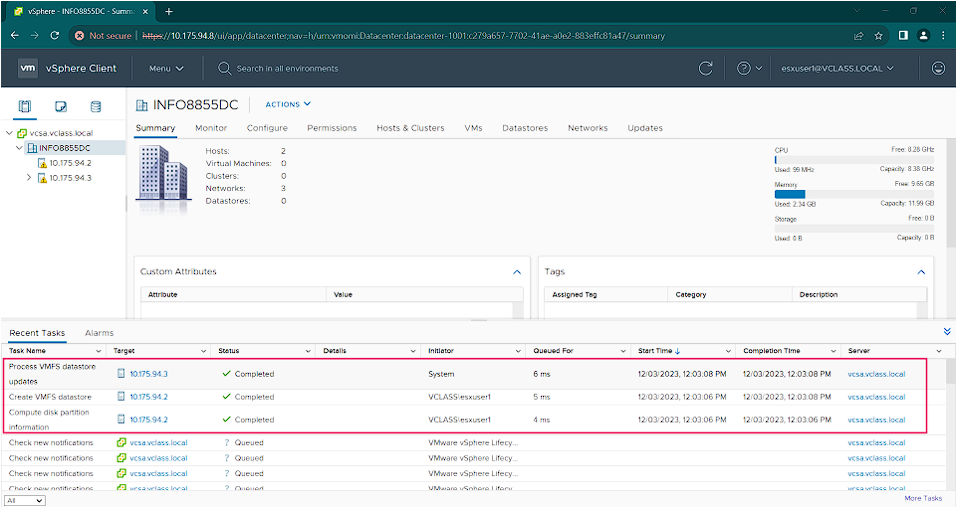 vSphere - INFO8855DC - Summa
Not secure https://10.175.94.8/ui/app/datacenter;nav=h/urn:vmomi:Datacenter:datacenter-1001:c279a657-7702-41ae-a0e2-883effc81a47/summary
vm vSphere Client Menu Search in all environments esxuser1@VCLASS.LOCAL
INFO8855DC ACTIONS
Summary Monitor Configure Permissions Hosts & Clusters VMs Datastores Networks Updates
vcsa.vclass.local
INFO8855DC
10.175.94.2
10.175.94.3
Hosts: 2
Virtual Machines: 0
Clusters: 0
Networks: 3
Datastores: 0
CPU Free: 8.28 GHz
Used: 99 MHz Capacity: 8.38 GHz
Memory Free: 9.65 GB
Used: 2.34 GB Capacity: 11.99 GB
Storage Free: 0 B
Used: 0 B Capacity: 0 B
Custom Attributes
Attribute Value
Tags
Assigned Tag Category Description
Recent Tasks Alarms
Task Name Target Status Details Initiator Queued For Start Time Completion Time Server
Process VMFS datastore updates 10.175.94.3 Completed System 6 ms 12/03/2023, 12:03:08 PM 12/03/2023, 12:03:08 PM vcsa.vclass.local
Create VMFS datastore 10.175.94.2 Completed VCLASS\esxuser1 5 ms 12/03/2023, 12:03:06 PM 12/03/2023, 12:03:08 PM vcsa.vclass.local
Compute disk partition information 10.175.94.2 Completed VCLASS\esxuser1 4 ms 12/03/2023, 12:03:06 PM 12/03/2023, 12:03:06 PM vcsa.vclass.local
Check new notifications vcsa.vclass.local Queued VMware vSphere Lifecy...
Check new notifications vcsa.vclass.local Queued VMware vSphere Lifecy...
Check new notifications vcsa.vclass.local Queued VMware vSphere Lifecy...
Check new notifications vcsa.vclass.local Queued VMware vSphere Lifecy... vcsa.vclass.local
All More Tasks